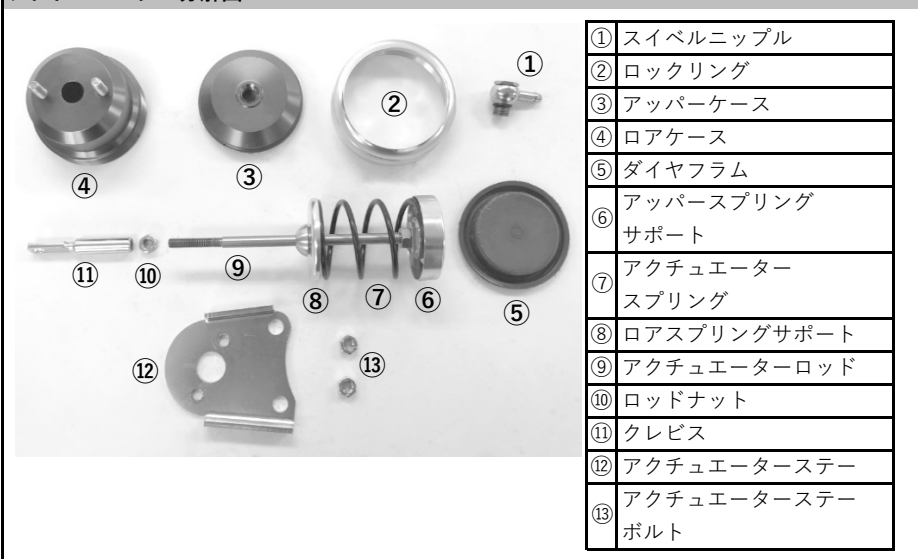 ①
②
③
④
⑤
⑥
⑦
⑧
⑨
⑩
⑪
⑫
⑬
① スイベルニップル
② ロックリング
③ アッパーケース
④ ロアケース
⑤ ダイヤフラム
⑥ アッパースプリング
サポート
⑦ アクチュエーター
スプリング
⑧ ロアスプリングサポート
⑨ アクチュエーターロッド
⑩ ロッドナット
⑪ クレビス
⑫ アクチュエーターステー
⑬ アクチュエーターステー
ボルト